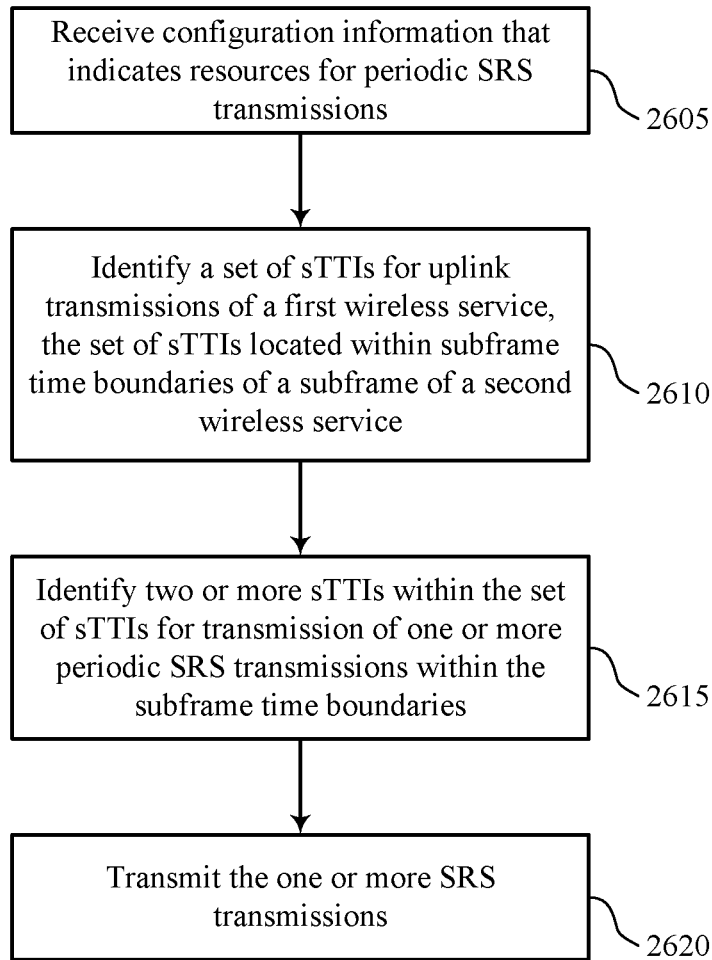 Receive configuration information that
indicates resources for periodic SRS
transmissions
2605
Identify a set of sTTIs for uplink
transmissions of a first wireless service,
the set of sTTIs located within subframe
time boundaries of a subframe of a second
wireless service
2610
Identify two or more sTTIs within the set
of sTTIs for transmission of one or more
periodic SRS transmissions within the
subframe time boundaries
2615
Transmit the one or more SRS
transmissions
2620